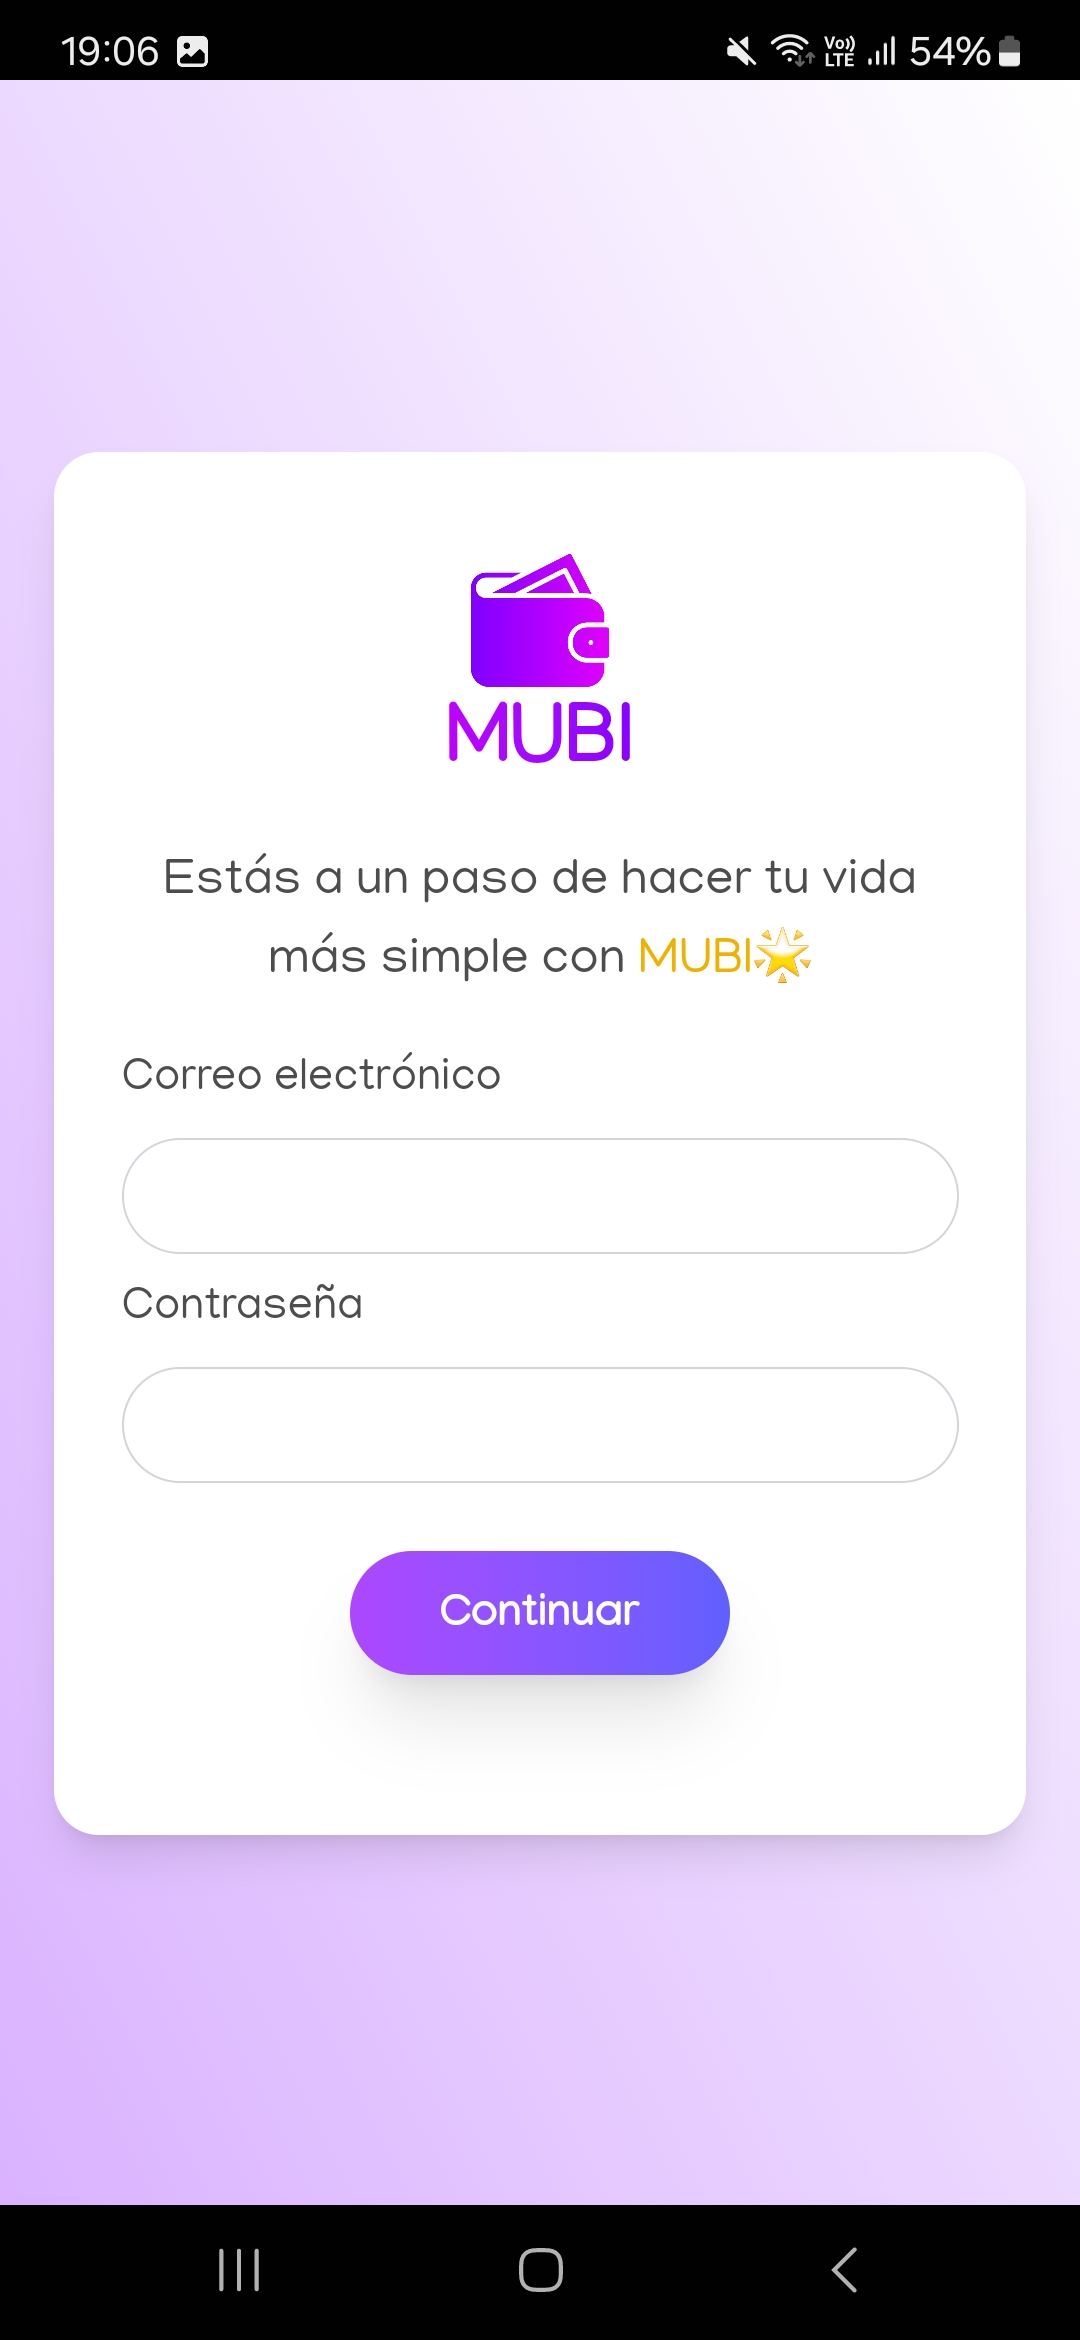 19:06 Vo)) LTE 54%
MUBI
Estás a un paso de hacer tu vida
más simple con MUBI🌟
Correo electrónico
Contraseña
Continuar